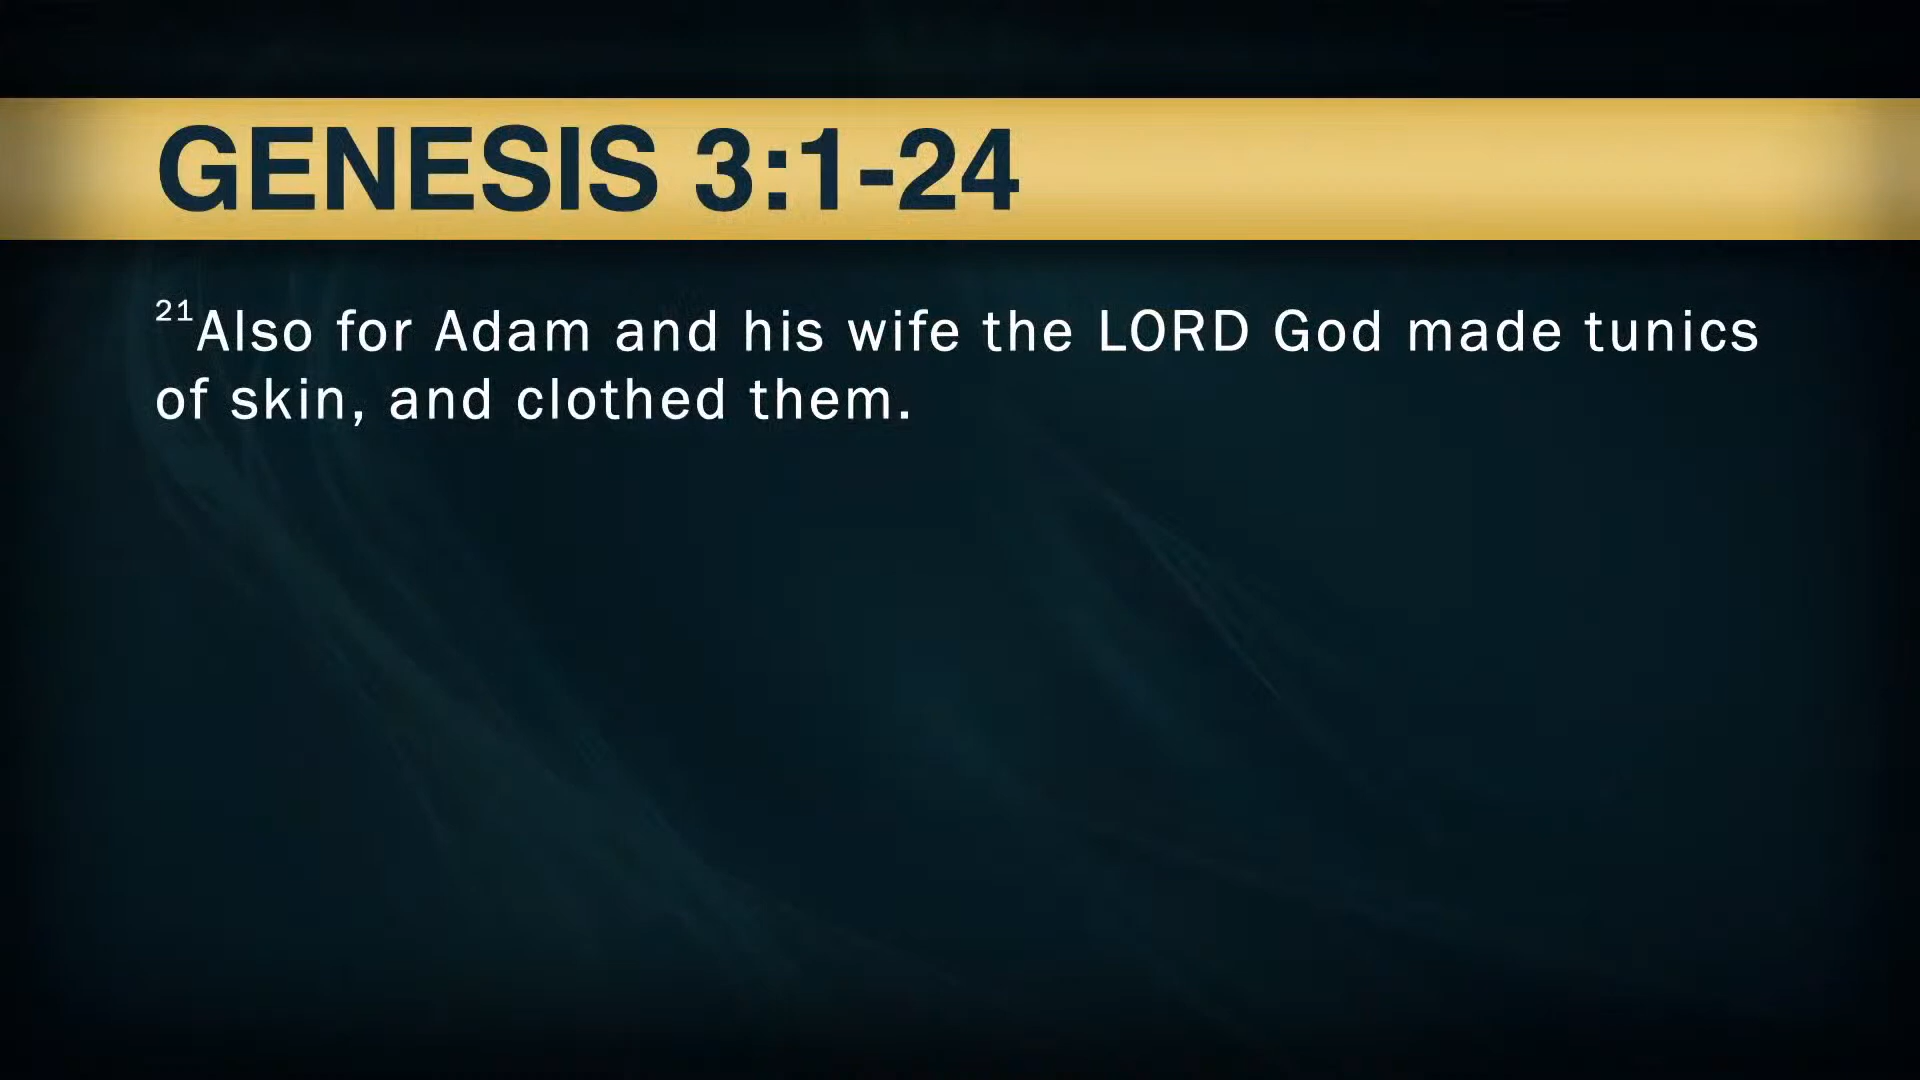 GENESIS 3:1-24
21Also for Adam and his wife the LORD God made tunics
of skin, and clothed them.